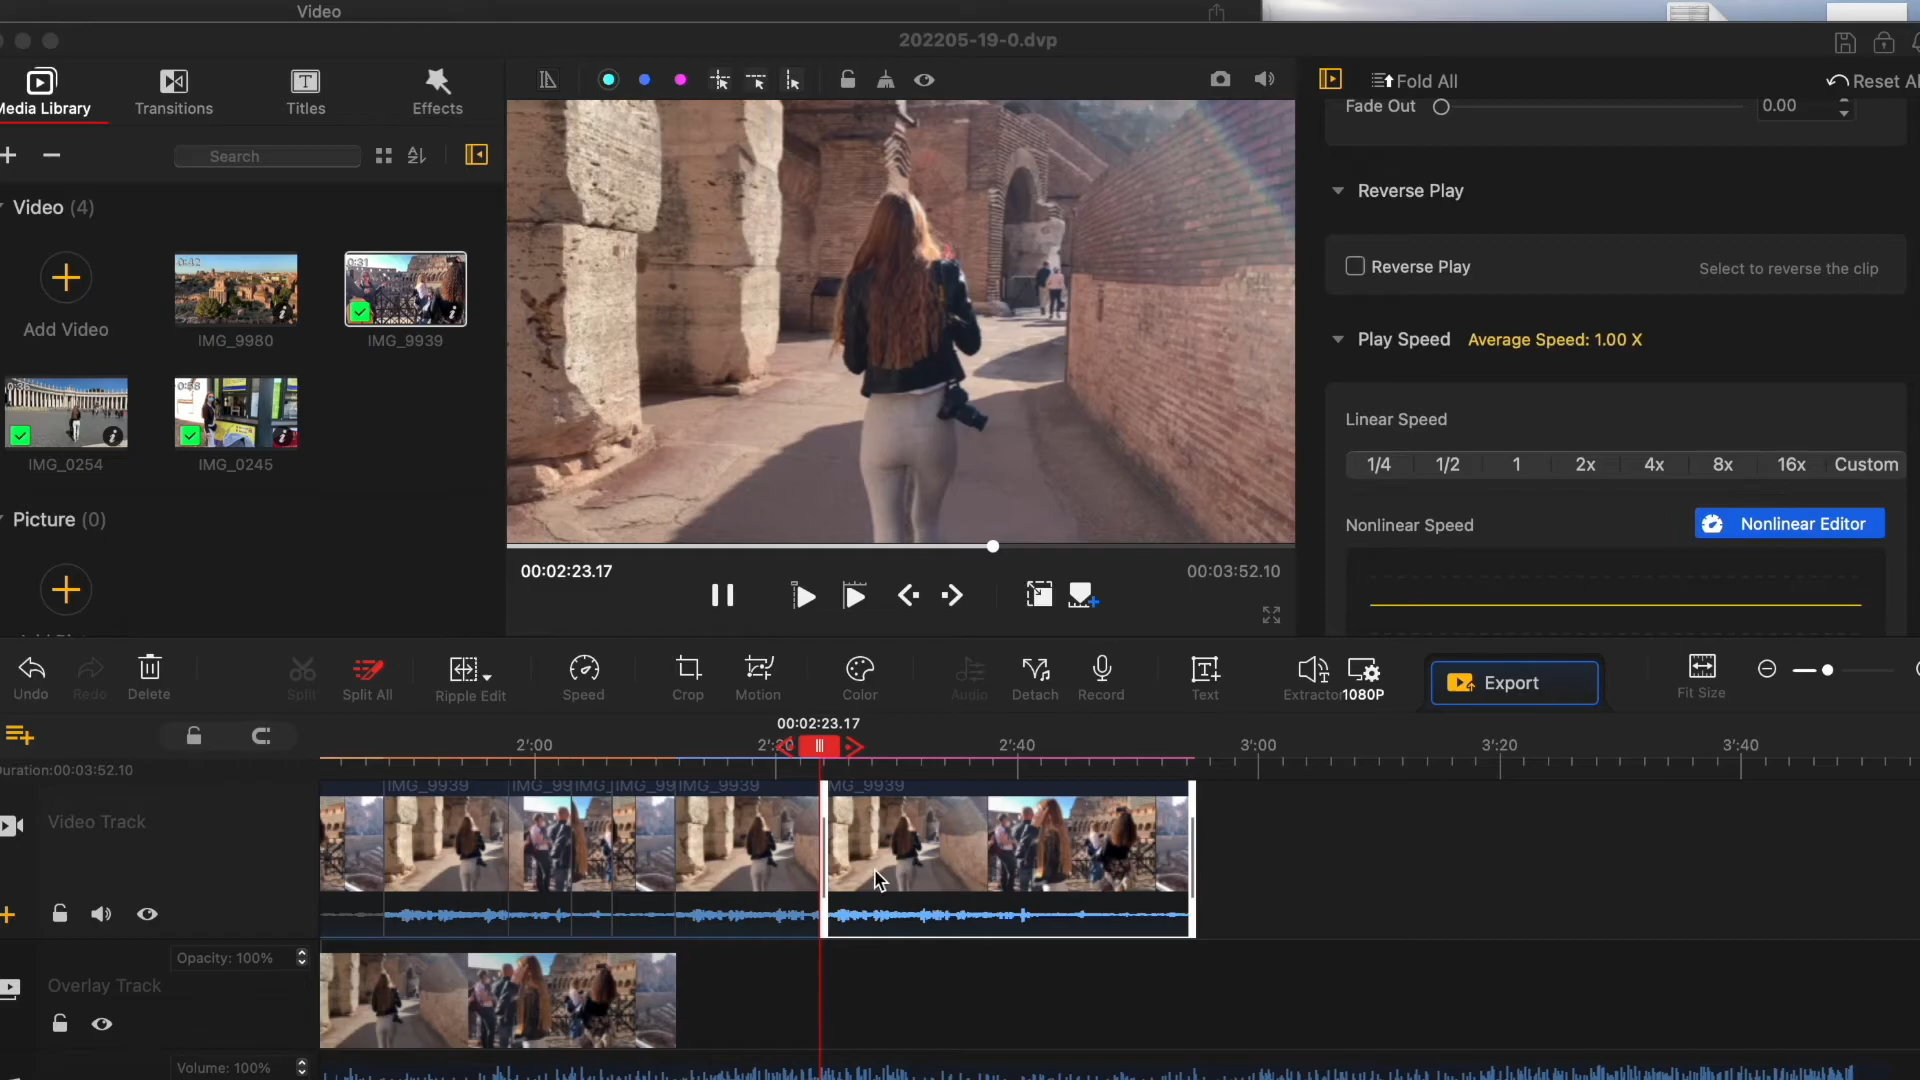 Video
202205-19-0.dvp
Media Library
Transitions
Titles
Effects
Fold All
Fade Out
0.00
Search
Video (4)
Reverse Play
Reverse Play
Select to reverse the clip
0:31
Add Video
IMG_9980
IMG_9939
Play Speed
Average Speed: 1.00 X
Linear Speed
1/4
1/2
1
2x
4x
8x
16x
Custom
IMG_0254
IMG_0245
Picture (0)
Nonlinear Speed
Nonlinear Editor
00:02:23.17
00:03:52.10
Undo
Redo
Delete
Split
Split All
Ripple Edit
Speed
Crop
Motion
Color
Audio
Detach
Record
Text
Extractor
1080P
Export
Fit Size
00:02:23.17
2':00
2':40
3':00
3':20
3':40
Duration:00:03:52.10
IMG_9939
IMG_9939
Video Track
Opacity: 100%
Overlay Track
Volume: 100%